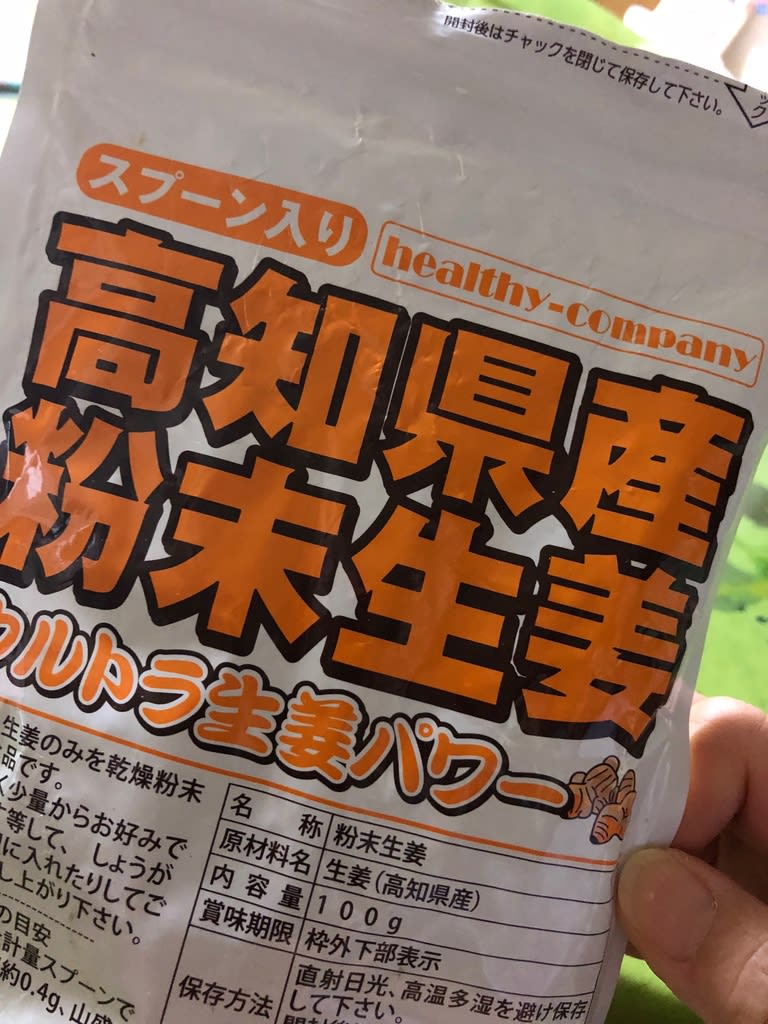 開封後はチャックを閉じて保存して下さい。
スプーン入り
healthy-company
高知県産
粉末生姜
ウルトラ生姜パワー
生姜のみを乾燥粉末
品です。
少量からお好みで
等して、しょうが
に入れたりしてご
し上がり下さい。
の目安
計量スプーンで
約0.4g、山盛
名称 粉末生姜
原材料名 生姜(高知県産)
内容量 100g
賞味期限 枠外下部表示
保存方法 直射日光、高温多湿を避け保存
して下さい。